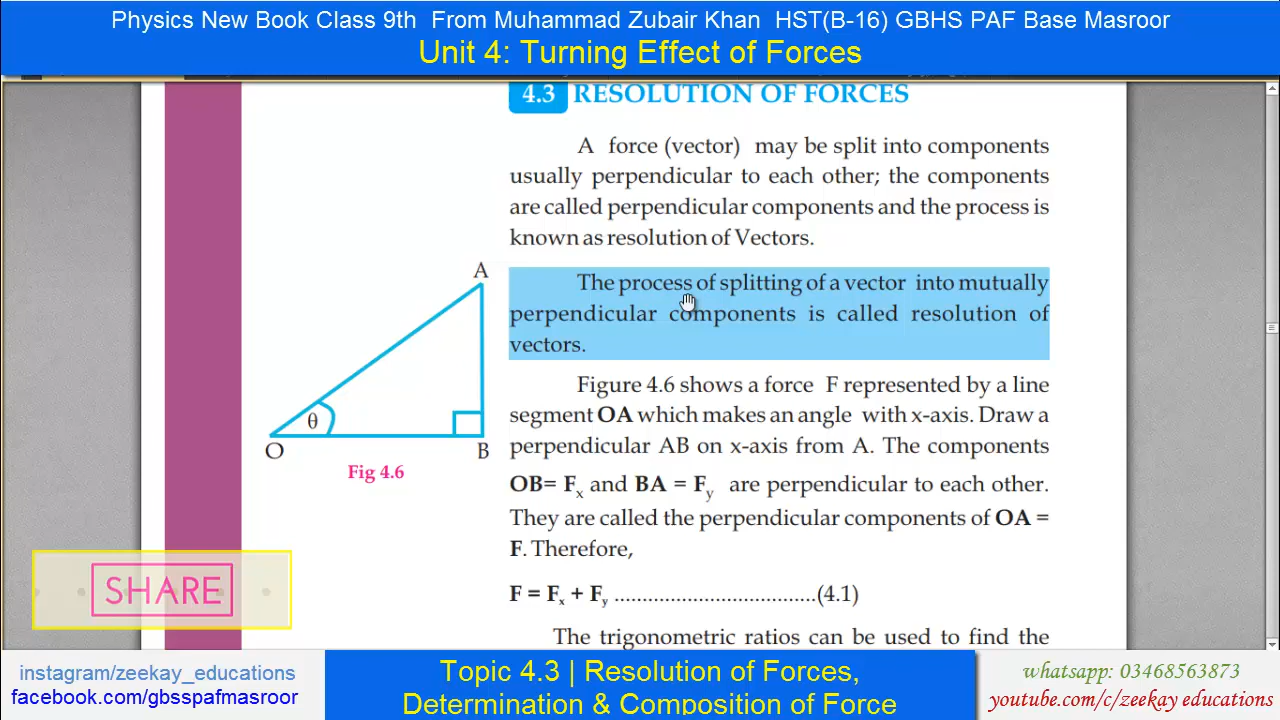 Physics New Book Class 9th From Muhammad Zubair Khan HST(B-16) GBHS PAF Base Masroor
Unit 4: Turning Effect of Forces
4.3 RESOLUTION OF FORCES
A force (vector) may be split into components
usually perpendicular to each other; the components
are called perpendicular components and the process is
known as resolution of Vectors.
The process of splitting of a vector into mutually
perpendicular components is called resolution of
vectors.
A
θ
O
B
Fig 4.6
Figure 4.6 shows a force F represented by a line
segment OA which makes an angle with x-axis. Draw a
perpendicular AB on x-axis from A. The components
OB= Fx and BA = Fy are perpendicular to each other.
They are called the perpendicular components of OA =
F. Therefore,
F = Fx + Fy ....................................(4.1)
The trigonometric ratios can be used to find the
SHARE
instagram/zeekay_educations
facebook.com/gbsspafmasroor
Topic 4.3 | Resolution of Forces,
Determination & Composition of Force
whatsapp: 03468563873
youtube.com/c/zeekay educations